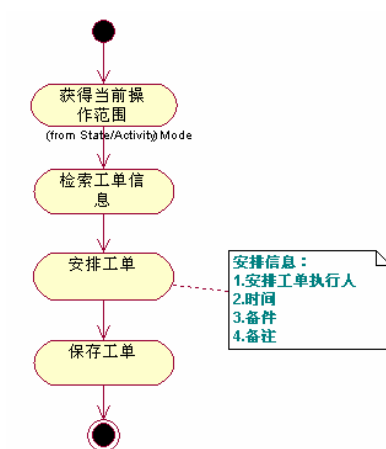 获得当前操
作范围
(from State/Activity Mode
检索工单信
息
安排工单
安排信息：
1.安排工单执行人
2.时间
3.备件
4.备注
保存工单